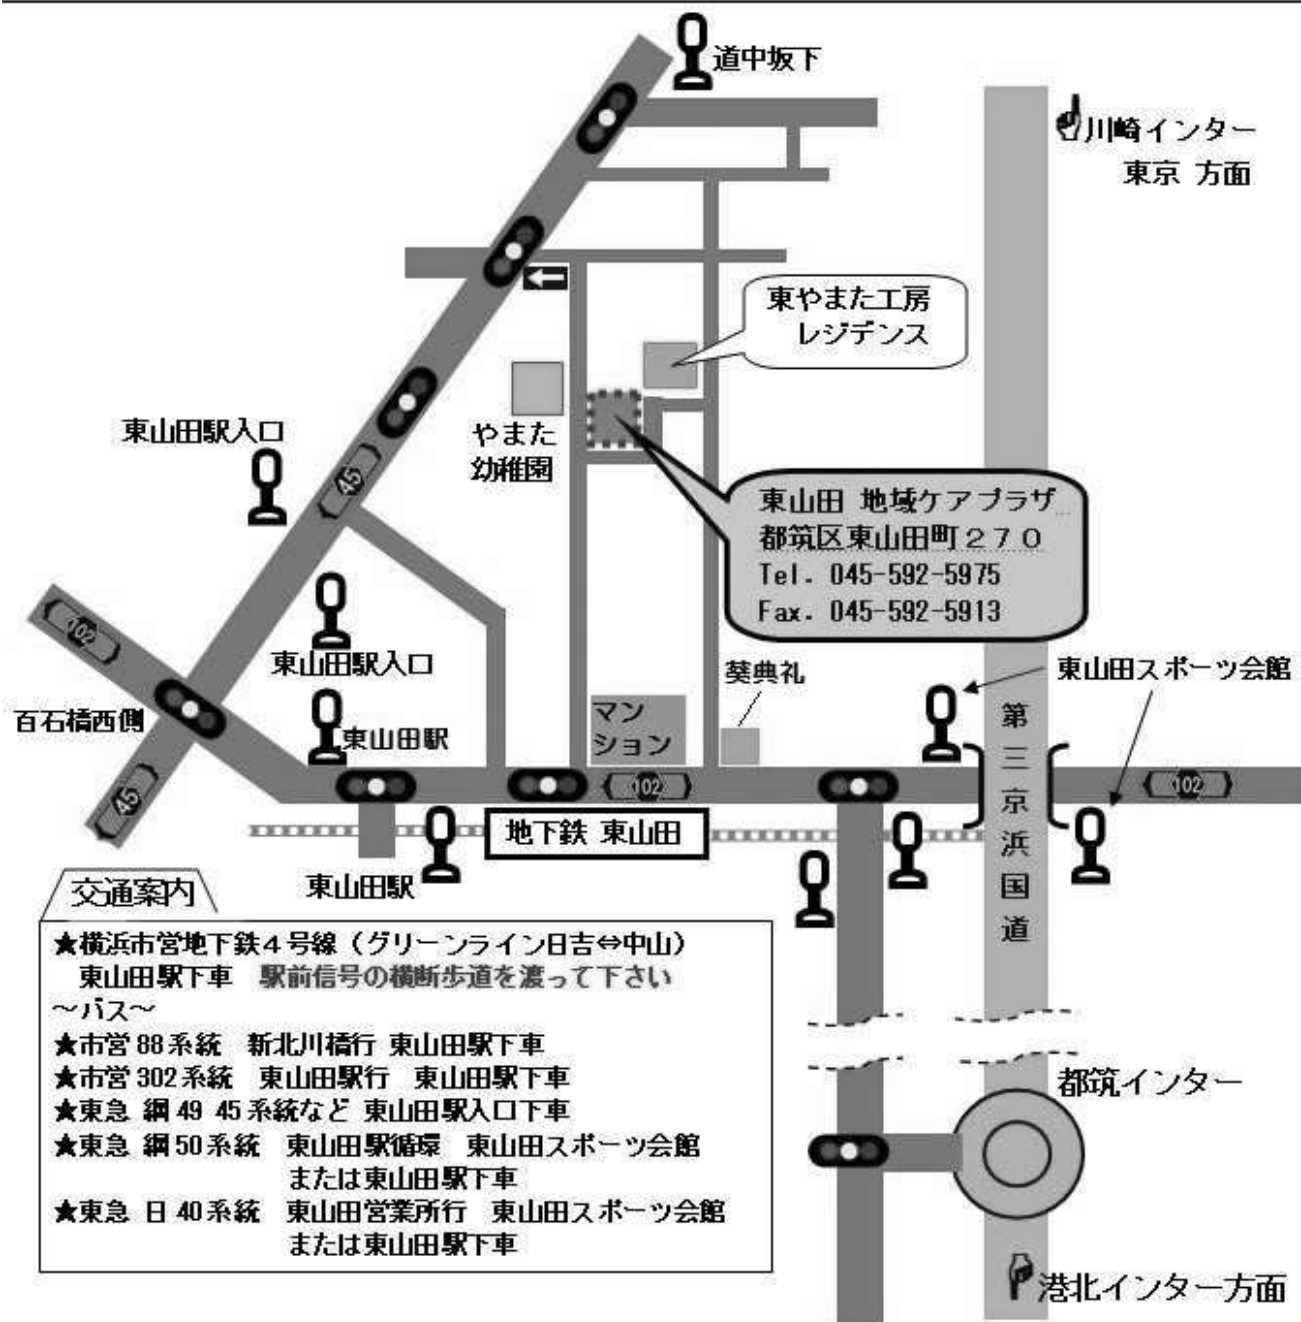 道中坂下
川崎インター
東京 方面
東やまた工房
レジデンス
東山田駅入口
やまた
幼稚園
45
東山田 地域ケアプラザ
都筑区東山田町２７０
Tel. 045-592-5975
Fax. 045-592-5913
102
東山田駅入口
葵典礼
東山田スポーツ会館
百石橋西側
東山田駅
マン
ション
第三京浜国道
45
102
102
地下鉄 東山田
東山田駅
交通案内
★横浜市営地下鉄４号線（グリーンライン日吉⇔中山）
東山田駅下車 駅前信号の横断歩道を渡って下さい
～バス～
★市営 88 系統 新北川橋行 東山田駅下車
★市営 302 系統 東山田駅行 東山田駅下車
★東急 綱 49 45 系統など 東山田駅入口下車
★東急 綱 50 系統 東山田駅循環 東山田スポーツ会館
または東山田駅下車
★東急 日 40 系統 東山田営業所行 東山田スポーツ会館
または東山田駅下車
都筑インター
港北インター方面